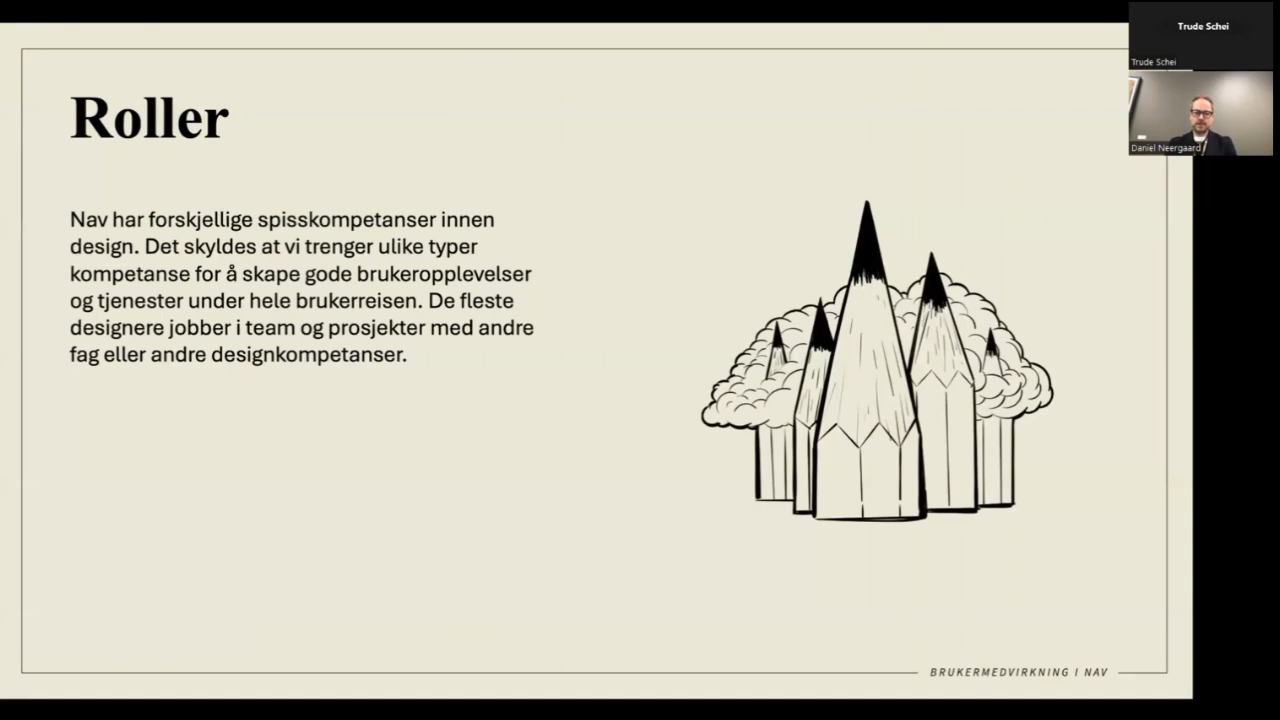 Roller
Nav har forskjellige spisskompetanser innen
design. Det skyldes at vi trenger ulike typer
kompetanse for å skape gode brukeropplevelser
og tjenester under hele brukerreisen. De fleste
designere jobber i team og prosjekter med andre
fag eller andre designkompetanser.
BRUKERMEDVIRKNING I NAV
Trude Schei
Trude Schei
Daniel Neergaard